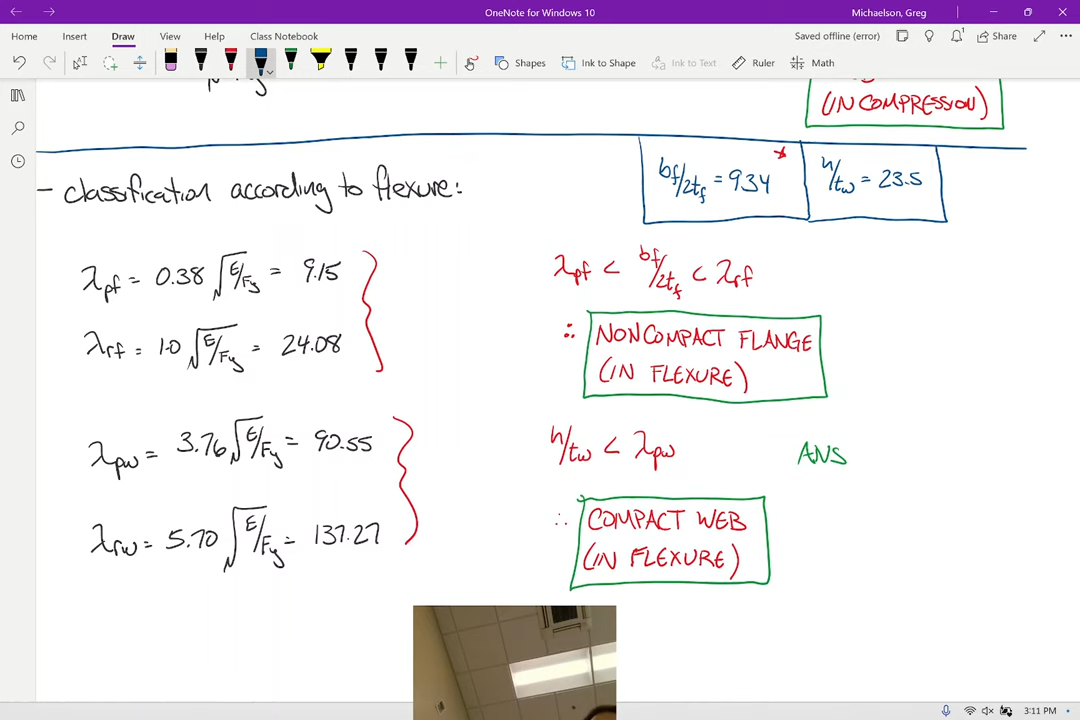 OneNote for Windows 10
Michaelson, Greg
Home Insert Draw View Help Class Notebook
Saved offline (error)
Share
Shapes
Ink to Shape
Ink to Text
Ruler
Math
(IN COMPRESSION)
- classification according to flexure:
bf/2tf = 9.34
h/tw = 23.5
λpf = 0.38 √E/Fy = 9.15
λpf < bf/2tf < λrf
λrf = 1.0 √E/Fy = 24.08
∴ NONCOMPACT FLANGE
(IN FLEXURE)
λpw = 3.76 √E/Fy = 90.55
h/tw < λpw
ANS
λrw = 5.70 √E/Fy = 137.27
∴ COMPACT WEB
(IN FLEXURE)
3:11 PM